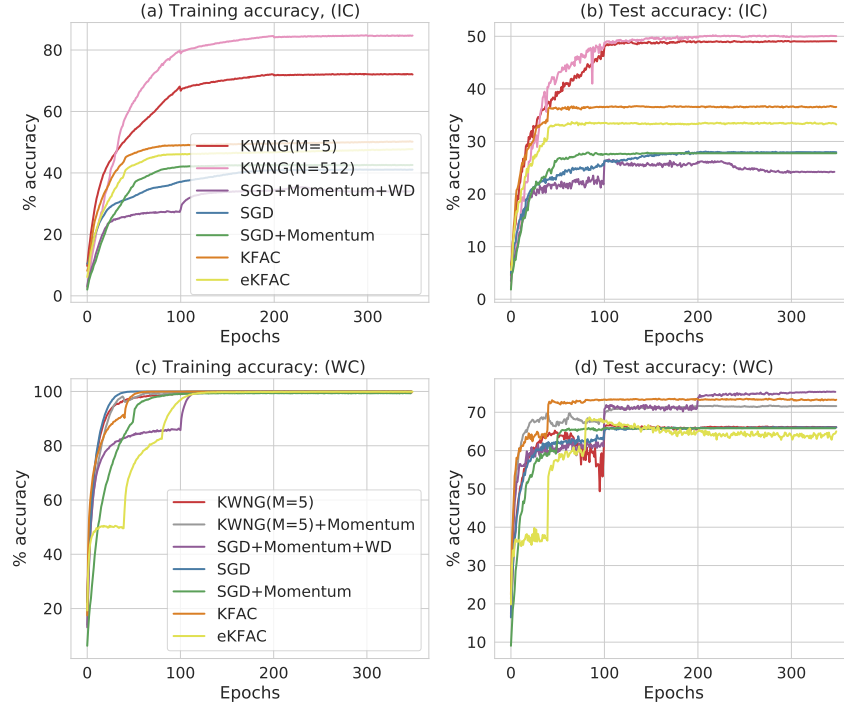 (a) Training accuracy, (IC)
% accuracy
80
60
40
20
0
KWNG(M=5)
KWNG(N=512)
SGD+Momentum+WD
SGD
SGD+Momentum
KFAC
eKFAC
0 100 200 300
Epochs
(b) Test accuracy: (IC)
50
40
30
20
10
0
0 100 200 300
Epochs
(c) Training accuracy: (WC)
% accuracy
100
80
60
40
20
KWNG(M=5)
KWNG(M=5)+Momentum
SGD+Momentum+WD
SGD
SGD+Momentum
KFAC
eKFAC
0 100 200 300
Epochs
(d) Test accuracy: (WC)
% accuracy
70
60
50
40
30
20
10
0 100 200 300
Epochs